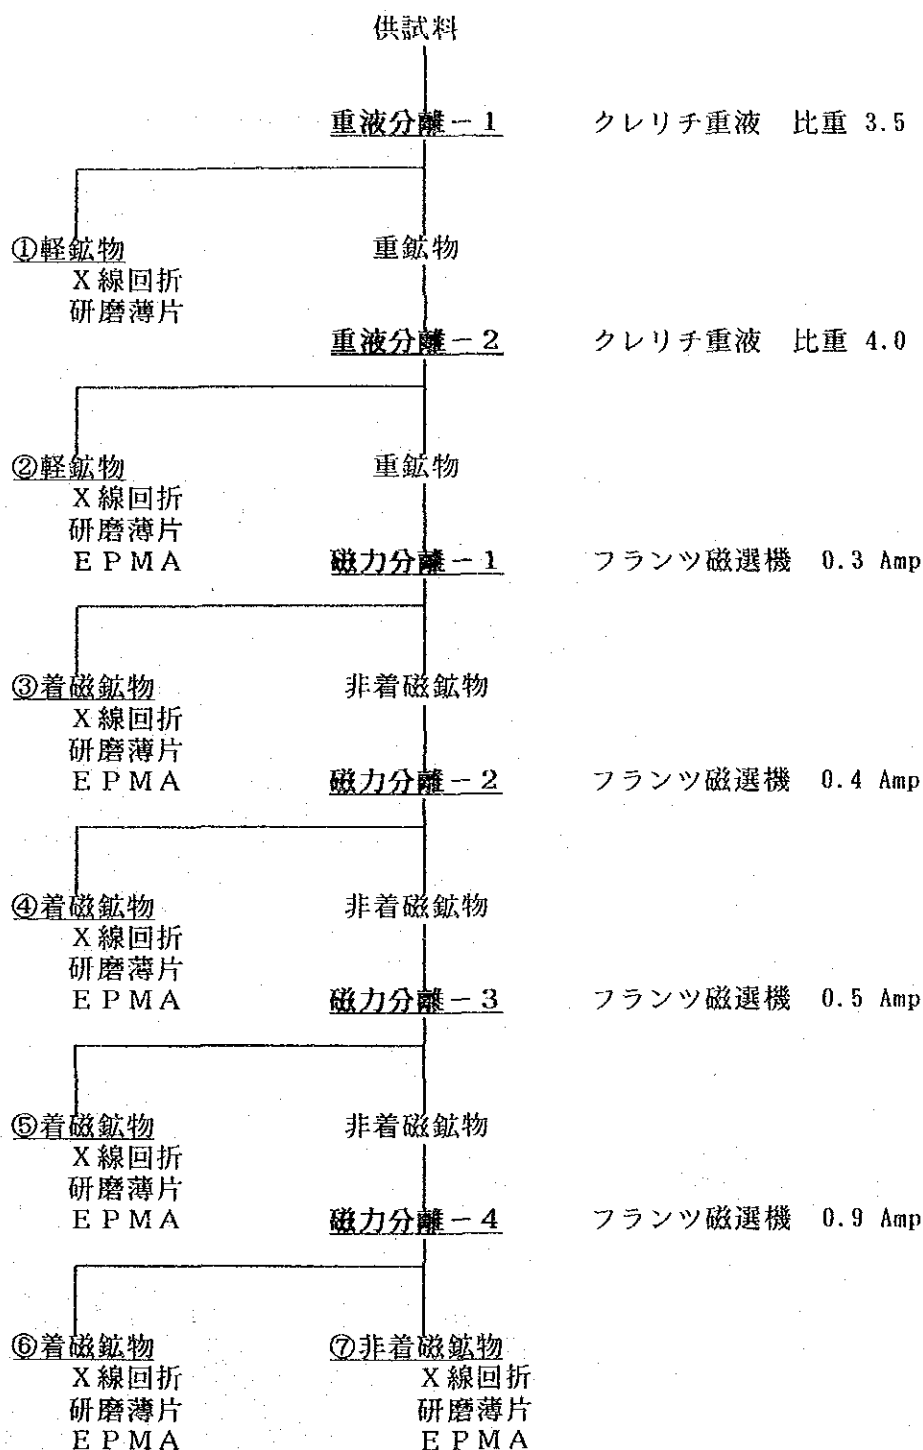 供試料
重液分離－1　クレリチ重液　比重 3.5
①軽鉱物　重鉱物
X線回折
研磨薄片
重液分離－2　クレリチ重液　比重 4.0
②軽鉱物　重鉱物
X線回折
研磨薄片
EPMA　磁力分離－1　フランツ磁選機　0.3 Amp
③着磁鉱物　非着磁鉱物
X線回折
研磨薄片
EPMA　磁力分離－2　フランツ磁選機　0.4 Amp
④着磁鉱物　非着磁鉱物
X線回折
研磨薄片
EPMA　磁力分離－3　フランツ磁選機　0.5 Amp
⑤着磁鉱物　非着磁鉱物
X線回折
研磨薄片
EPMA　磁力分離－4　フランツ磁選機　0.9 Amp
⑥着磁鉱物　⑦非着磁鉱物
X線回折　X線回折
研磨薄片　研磨薄片
EPMA　EPMA